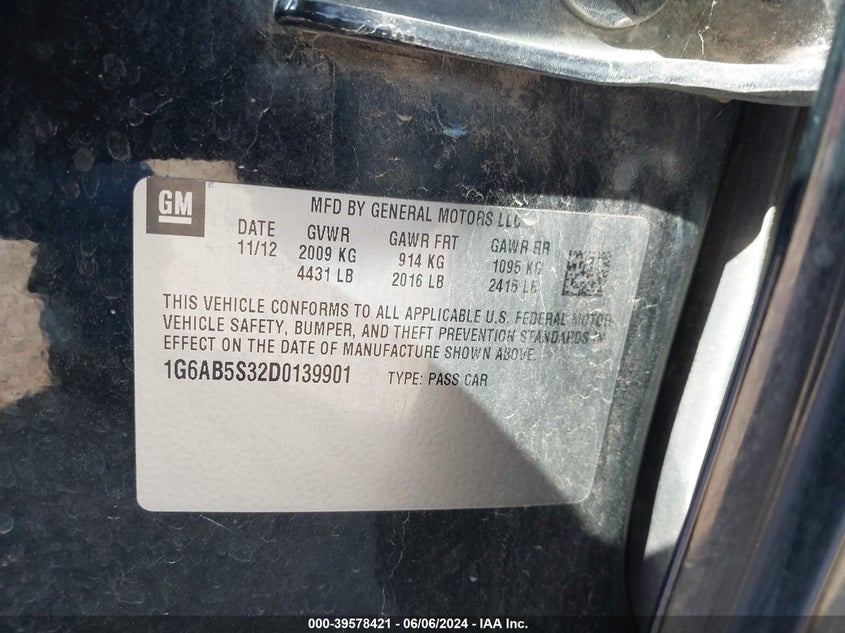 GM
MFD BY GENERAL MOTORS LLC
DATE GVWR GAWR FRT GAWR RR
11/12 2009 KG 914 KG 1095 KG
4431 LB 2016 LB 2415 LB
THIS VEHICLE CONFORMS TO ALL APPLICABLE U.S. FEDERAL MOTOR
VEHICLE SAFETY, BUMPER, AND THEFT PREVENTION STANDARDS IN
EFFECT ON THE DATE OF MANUFACTURE SHOWN ABOVE.
1G6AB5S32D0139901 TYPE: PASS CAR
000-39578421 - 06/06/2024 - IAA Inc.